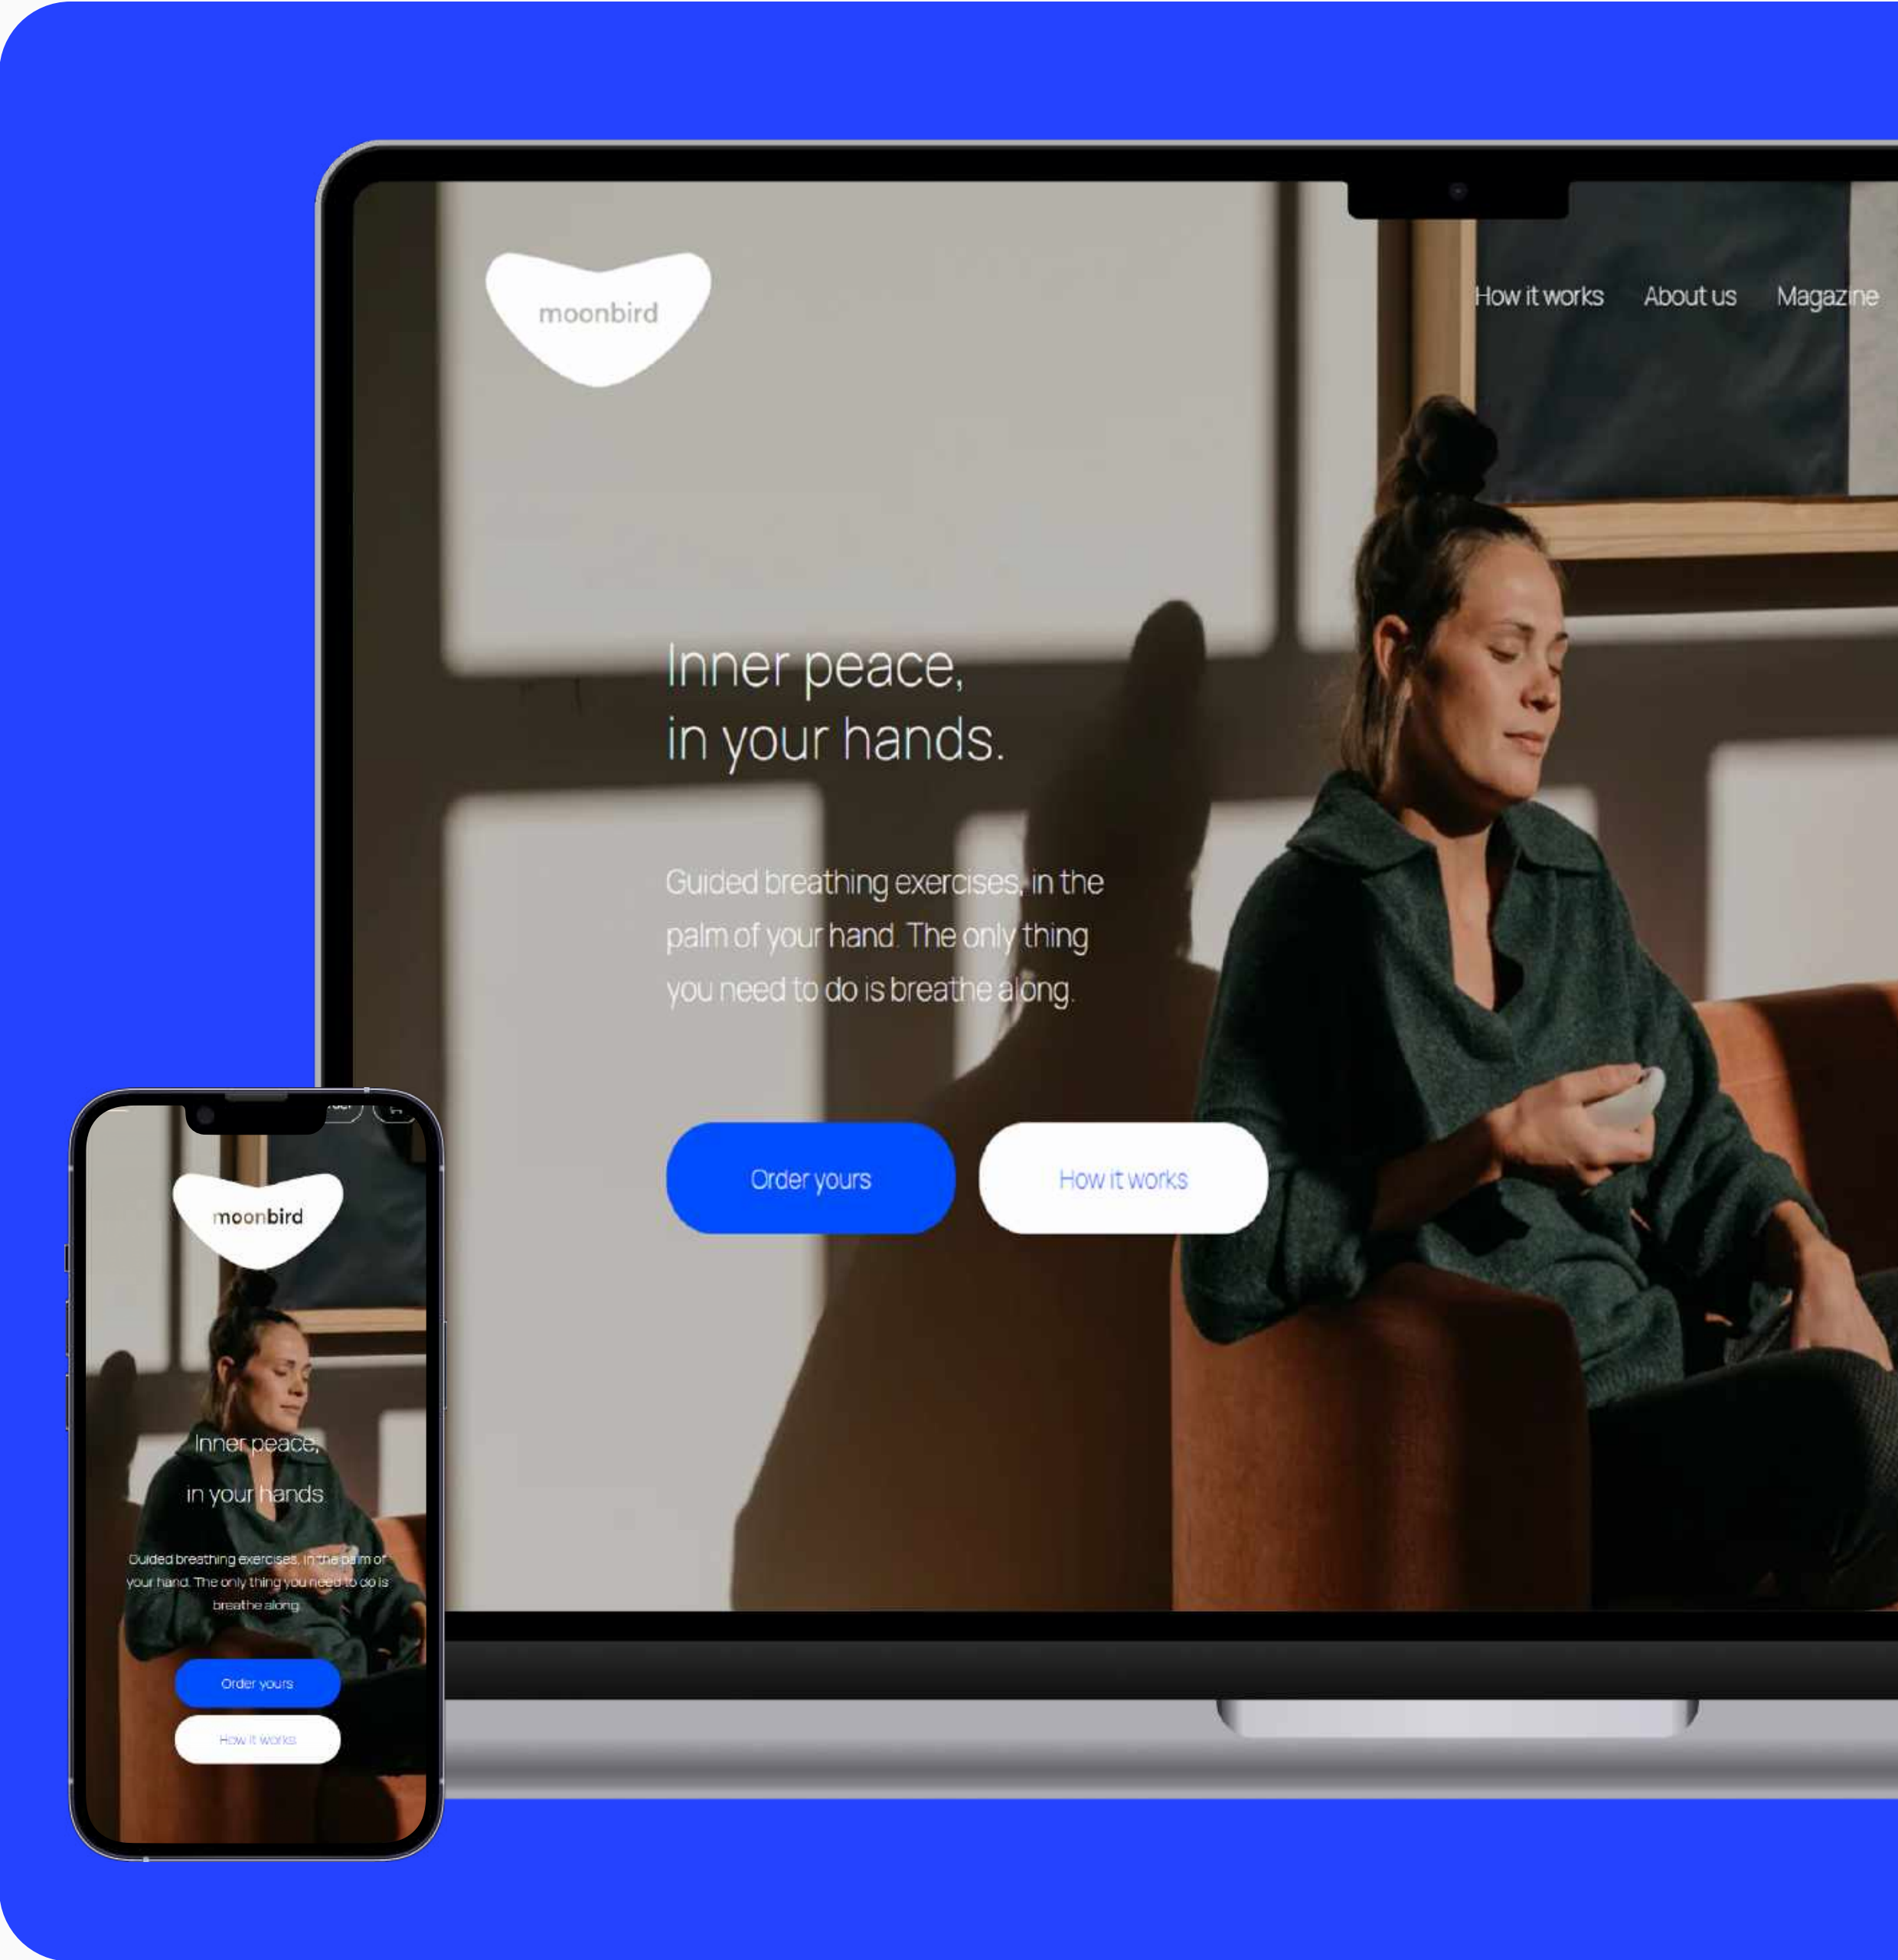 moonbird
How it works About us Magazine
Inner peace,
in your hands.
Guided breathing exercises, in the
palm of your hand. The only thing
you need to do is breathe along.
Order yours How it works
moonbird
Inner peace,
in your hands.
Guided breathing exercises, in the palm of
your hand. The only thing you need to do is
breathe along.
Order yours
How it works